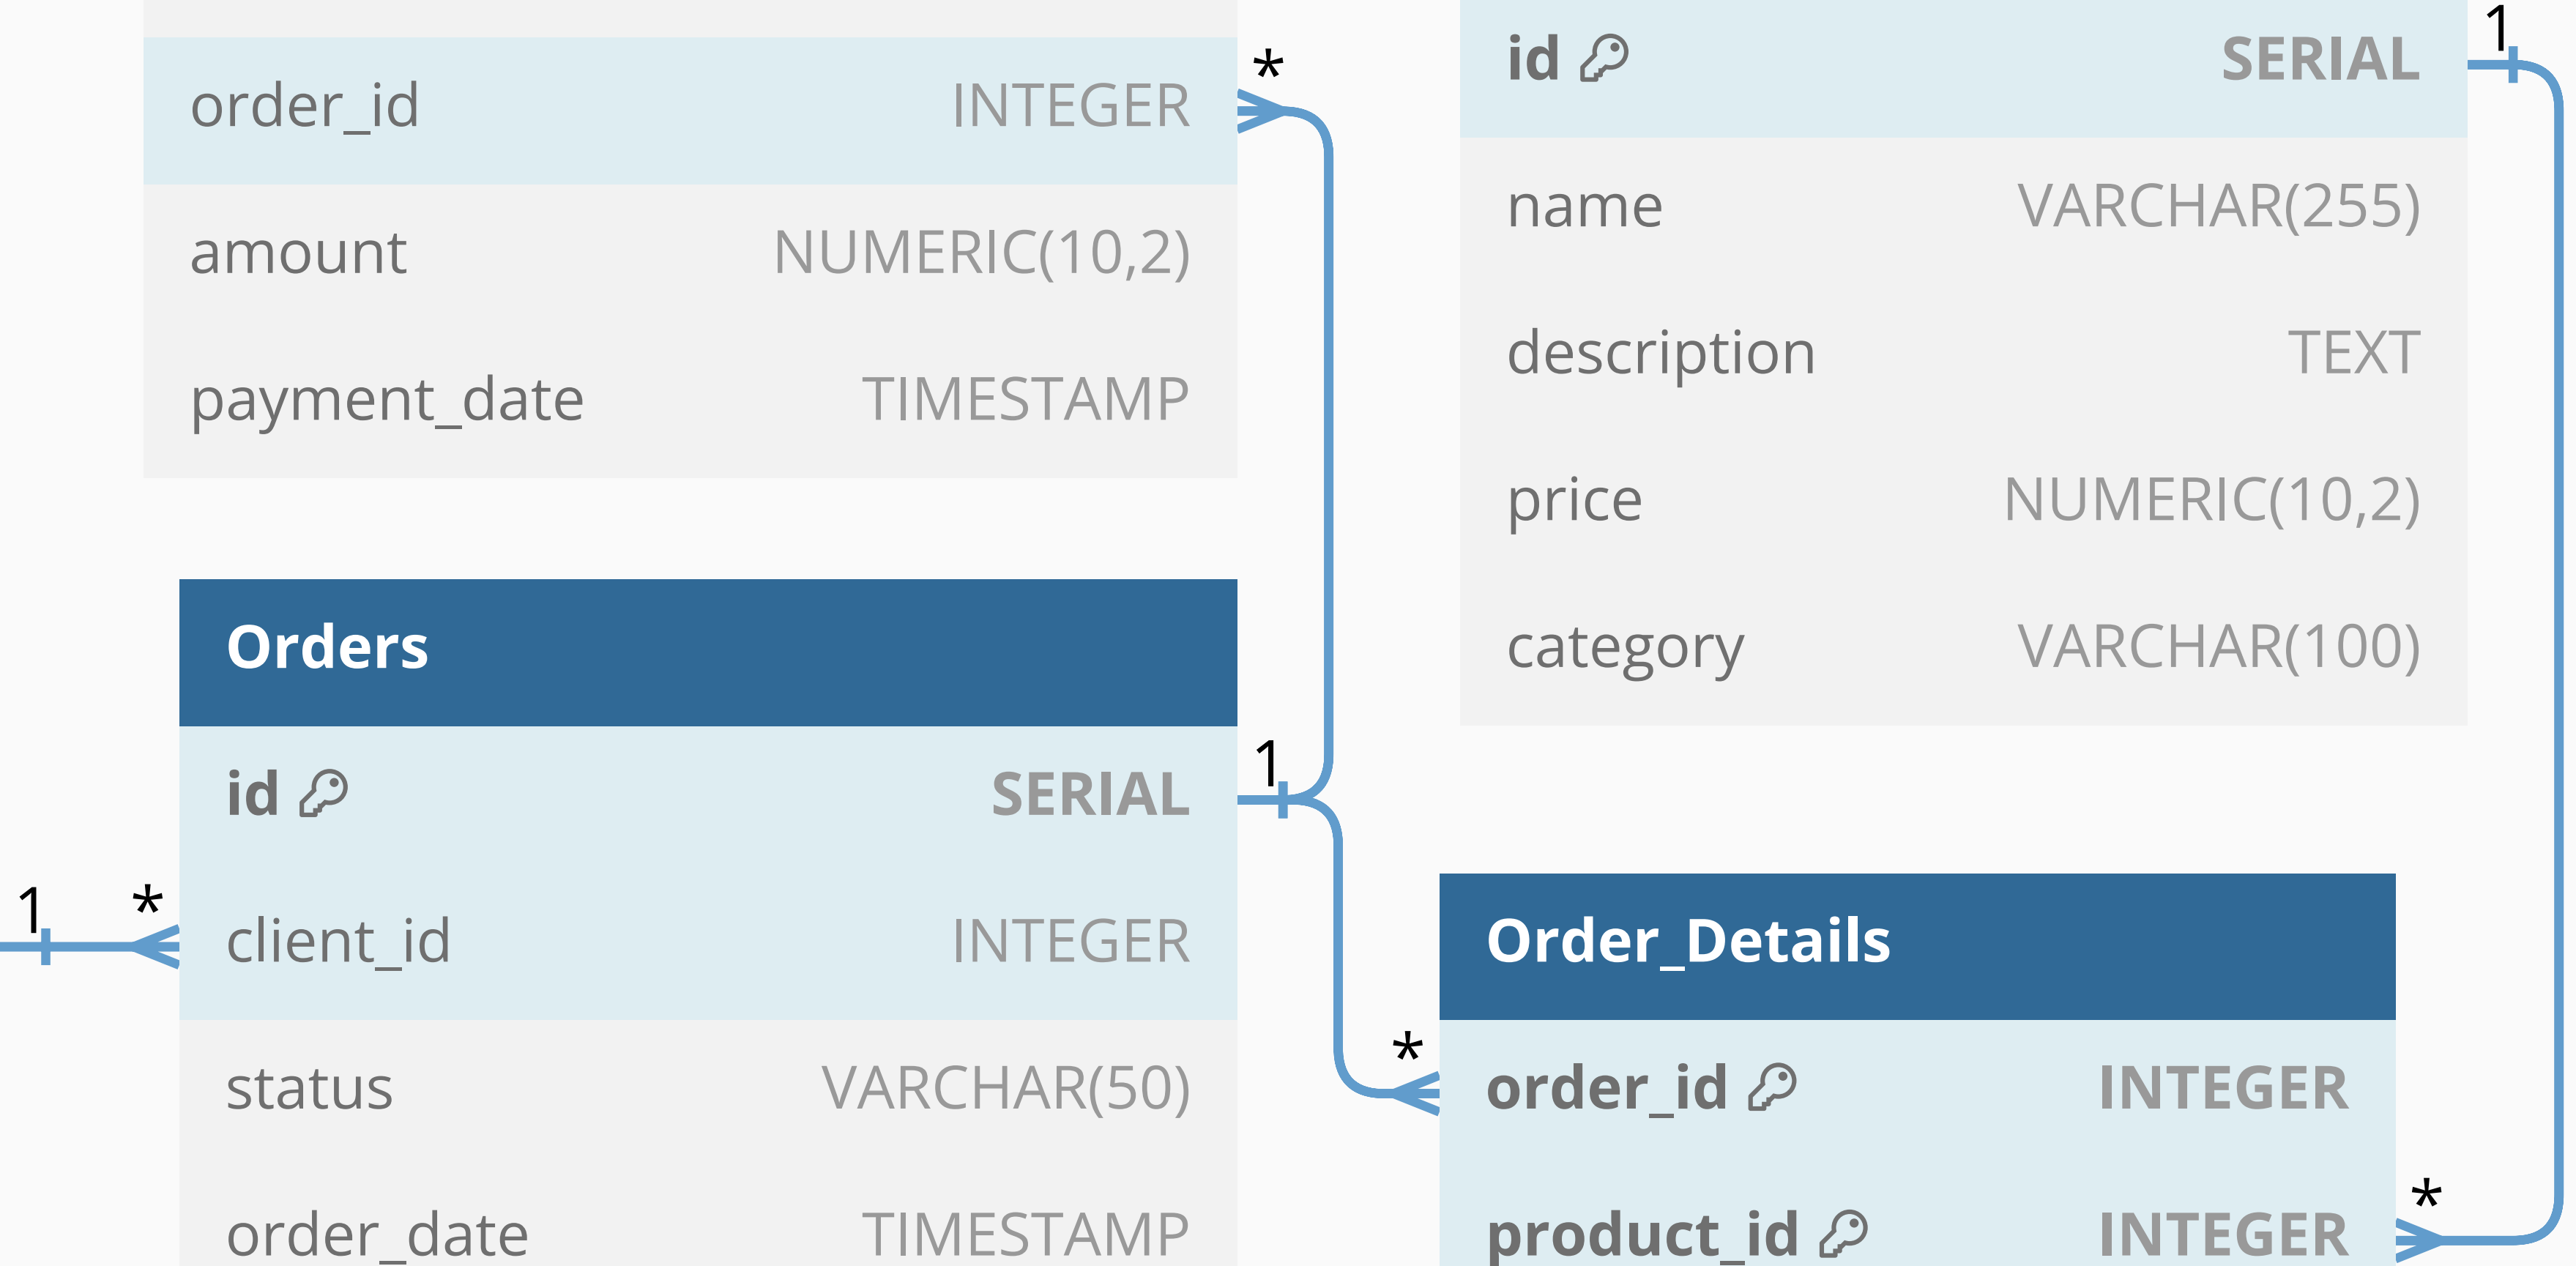 order_id INTEGER
amount NUMERIC(10,2)
payment_date TIMESTAMP
*
1
id SERIAL
name VARCHAR(255)
description TEXT
price NUMERIC(10,2)
category VARCHAR(100)
Orders
id SERIAL
client_id INTEGER
status VARCHAR(50)
order_date TIMESTAMP
1
1 *
Order_Details
order_id INTEGER
product_id INTEGER
*
*